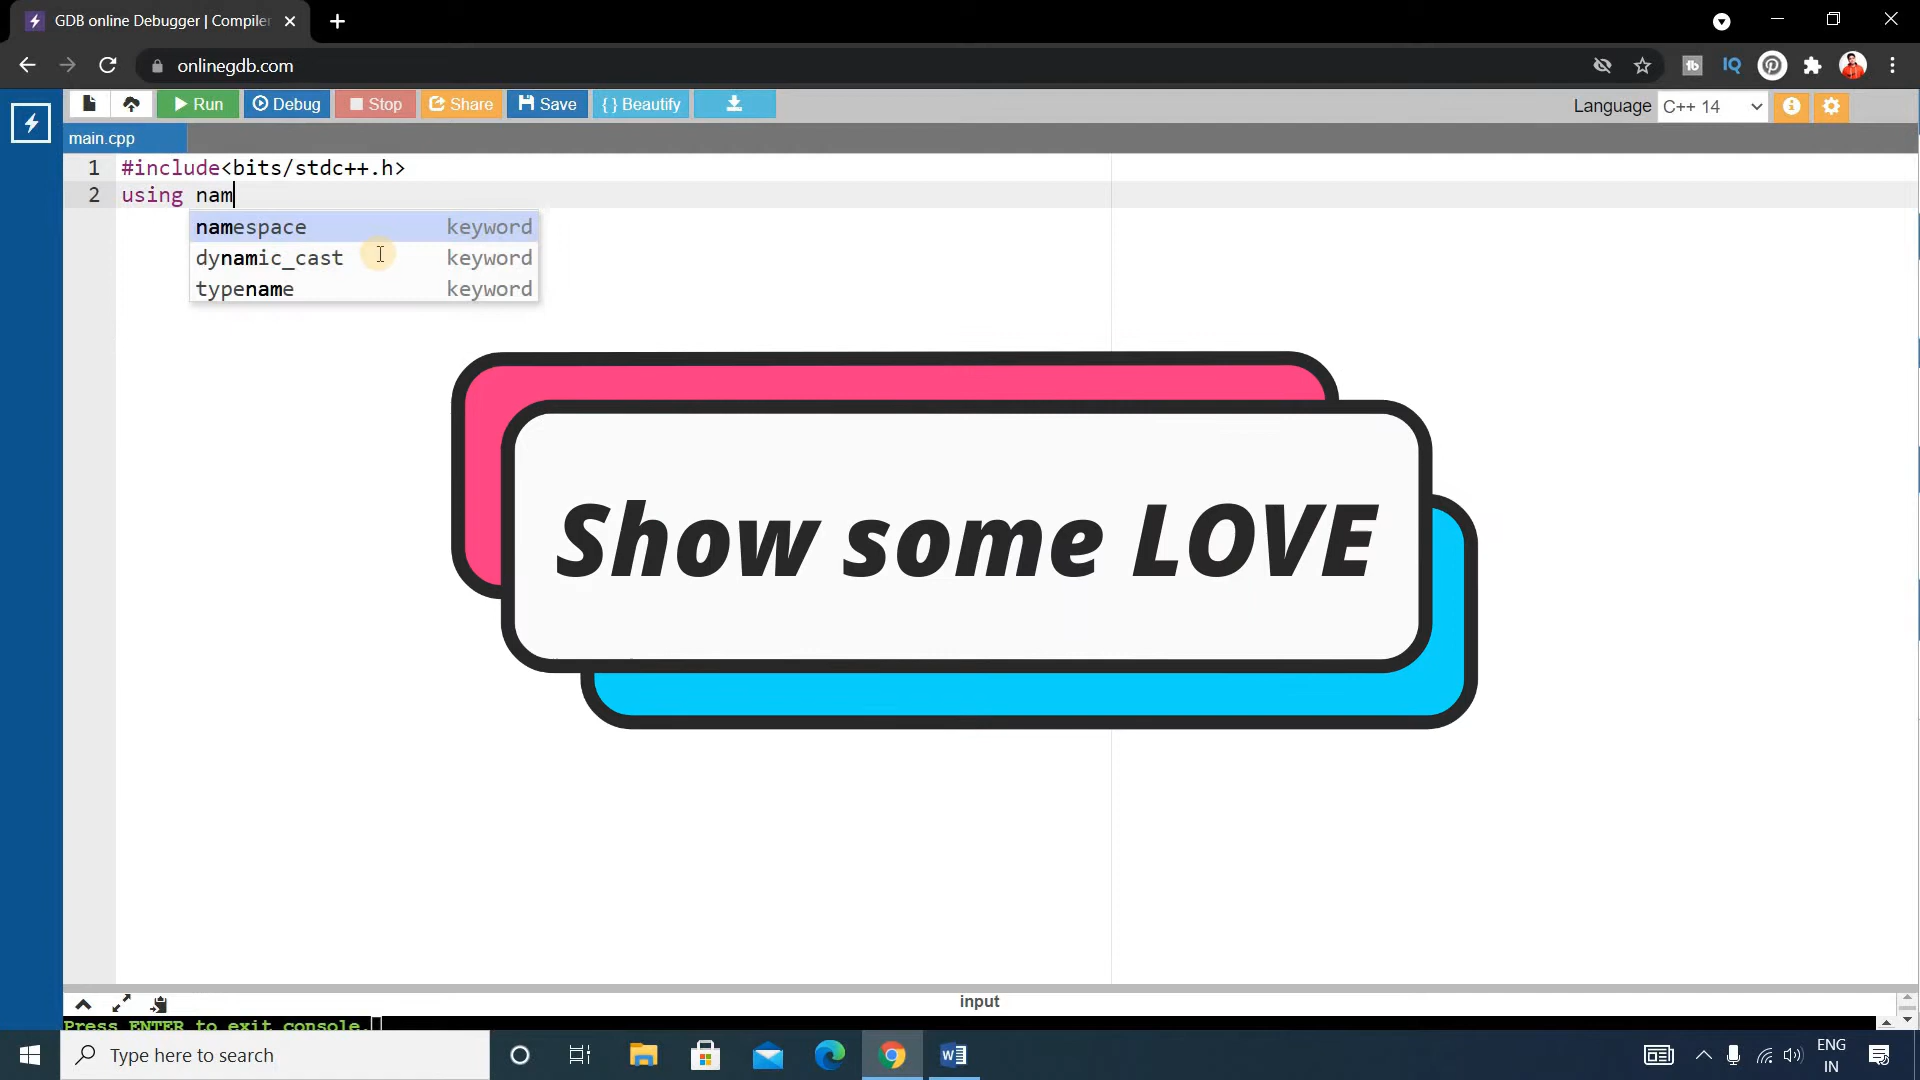 GDB online Debugger | Compiler
onlinegdb.com
Run Debug Stop Share Save { } Beautify Language C++ 14
main.cpp
1 #include<bits/stdc++.h>
2 using nam
namespace keyword
dynamic_cast keyword
typename keyword
Show some LOVE
input
Press ENTER to exit console.
Type here to search
ENG
IN